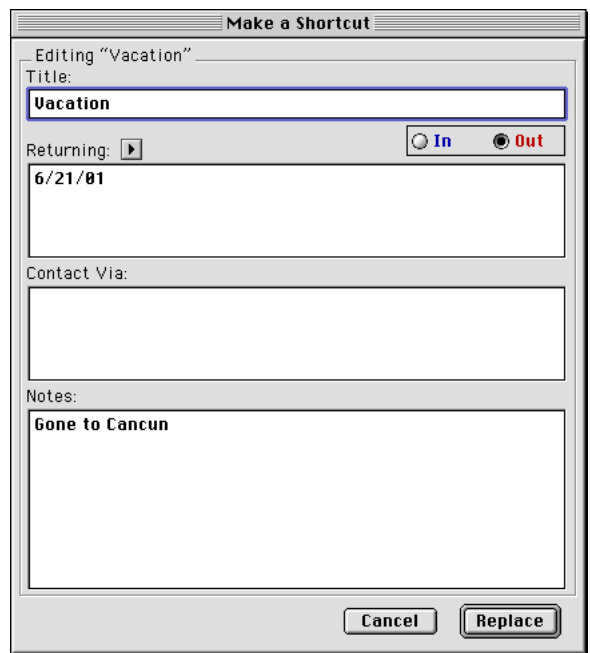 Make a Shortcut
Editing “Vacation”
Title:
Vacation
In Out
Returning:
6/21/01
Contact Via:
Notes:
Gone to Cancun
Cancel Replace